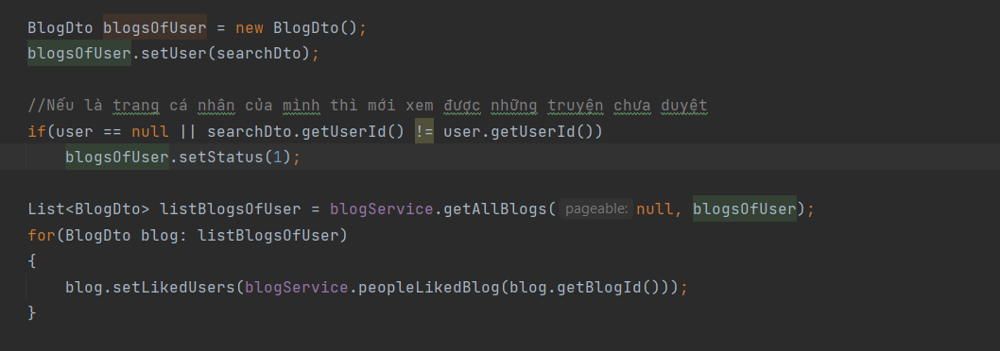 BlogDto blogsOfUser = new BlogDto();
blogsOfUser.setUser(searchDto);
//Nếu là trang cá nhân của mình thì mới xem được những truyện chưa duyệt
if(user == null || searchDto.getUserId() != user.getUserId())
blogsOfUser.setStatus(1);
List<BlogDto> listBlogsOfUser = blogService.getAllBlogs( pageable: null, blogsOfUser);
for(BlogDto blog: listBlogsOfUser)
{
blog.setLikedUsers(blogService.peopleLikedBlog(blog.getBlogId()));
}